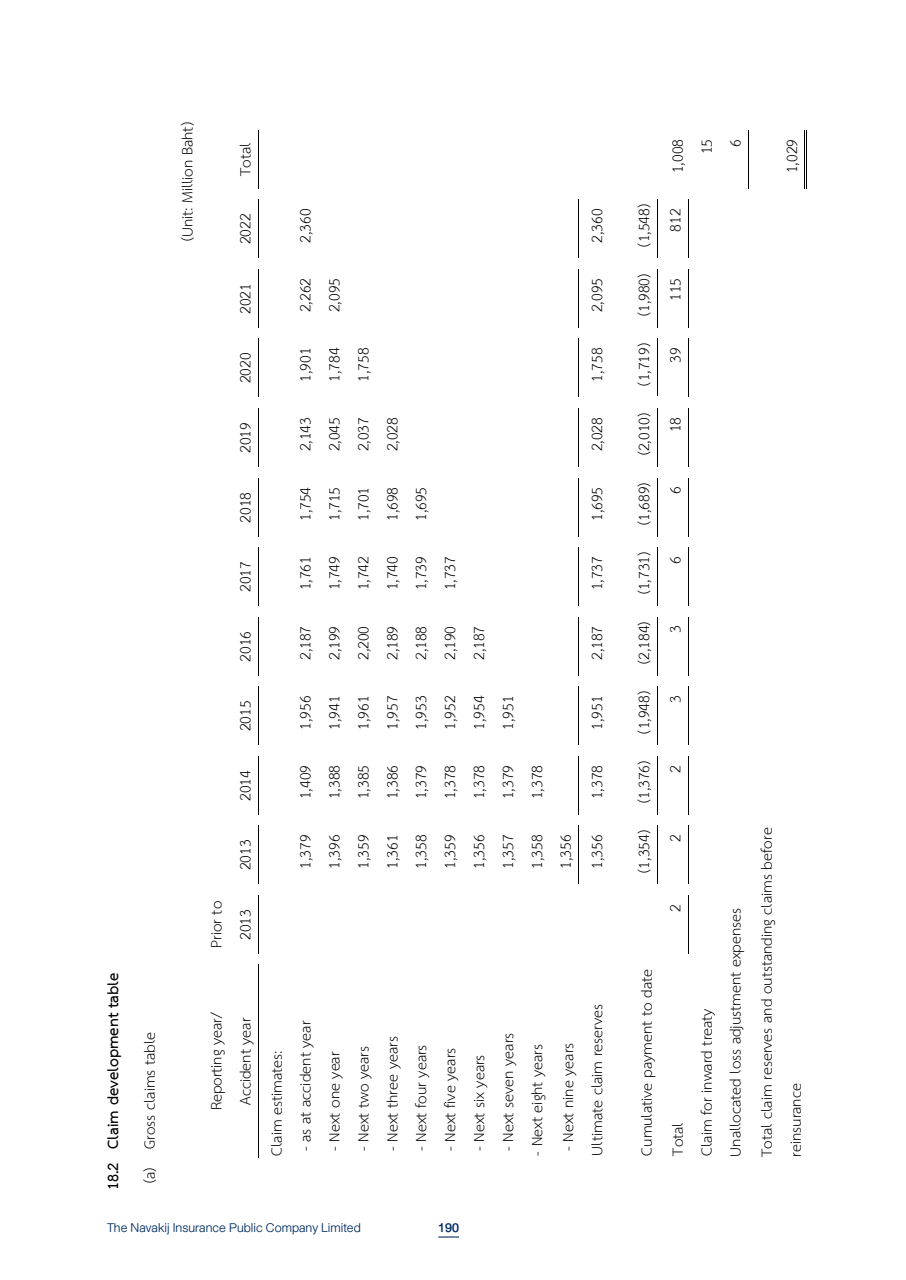 18.2 Claim development table
(a) Gross claims table
(Unit: Million Baht)
Reporting year/ Prior to
Accident year 2013 2013 2014 2015 2016 2017 2018 2019 2020 2021 2022 Total
Claim estimates:
- as at accident year 1,379 1,409 1,956 2,187 1,761 1,754 2,143 1,901 2,262 2,360
- Next one year 1,396 1,388 1,941 2,199 1,749 1,715 2,045 1,784 2,095
- Next two years 1,359 1,385 1,961 2,200 1,742 1,701 2,037 1,758
- Next three years 1,361 1,386 1,957 2,189 1,740 1,698 2,028
- Next four years 1,358 1,379 1,953 2,188 1,739 1,695
- Next five years 1,359 1,378 1,952 2,190 1,737
- Next six years 1,356 1,378 1,954 2,187
- Next seven years 1,357 1,379 1,951
- Next eight years 1,358 1,378
- Next nine years 1,356
Ultimate claim reserves 1,356 1,378 1,951 2,187 1,737 1,695 2,028 1,758 2,095 2,360
Cumulative payment to date (1,354) (1,376) (1,948) (2,184) (1,731) (1,689) (2,010) (1,719) (1,980) (1,548)
Total 2 2 2 3 3 6 6 18 39 115 812 1,008
Claim for inward treaty 15
Unallocated loss adjustment expenses 6
Total claim reserves and outstanding claims before
reinsurance 1,029
The Navakij Insurance Public Company Limited 190